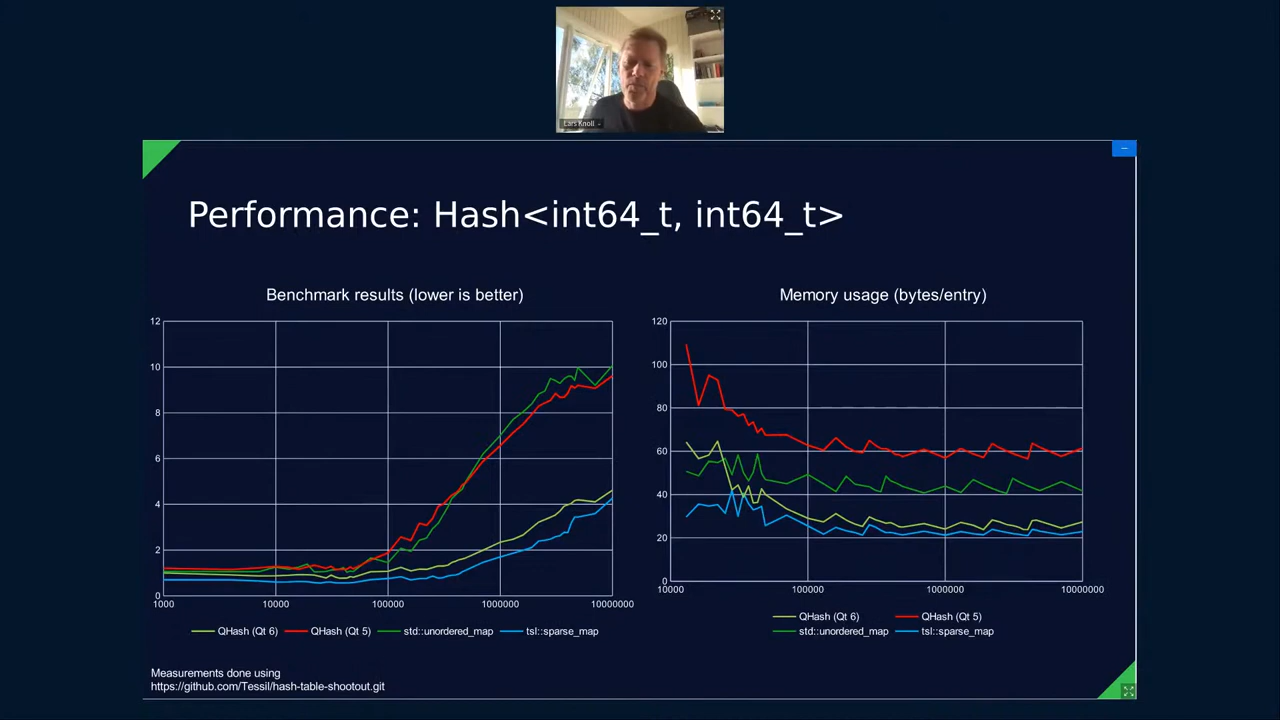 Lars Knoll
Performance: Hash<int64_t, int64_t>
Benchmark results (lower is better)
12
10
8
6
4
2
0
1000 10000 100000 1000000 10000000
QHash (Qt 6) QHash (Qt 5) std::unordered_map tsl::sparse_map
Memory usage (bytes/entry)
120
100
80
60
40
20
0
10000 100000 1000000 10000000
QHash (Qt 6) QHash (Qt 5)
std::unordered_map tsl::sparse_map
Measurements done using
https://github.com/Tessil/hash-table-shootout.git